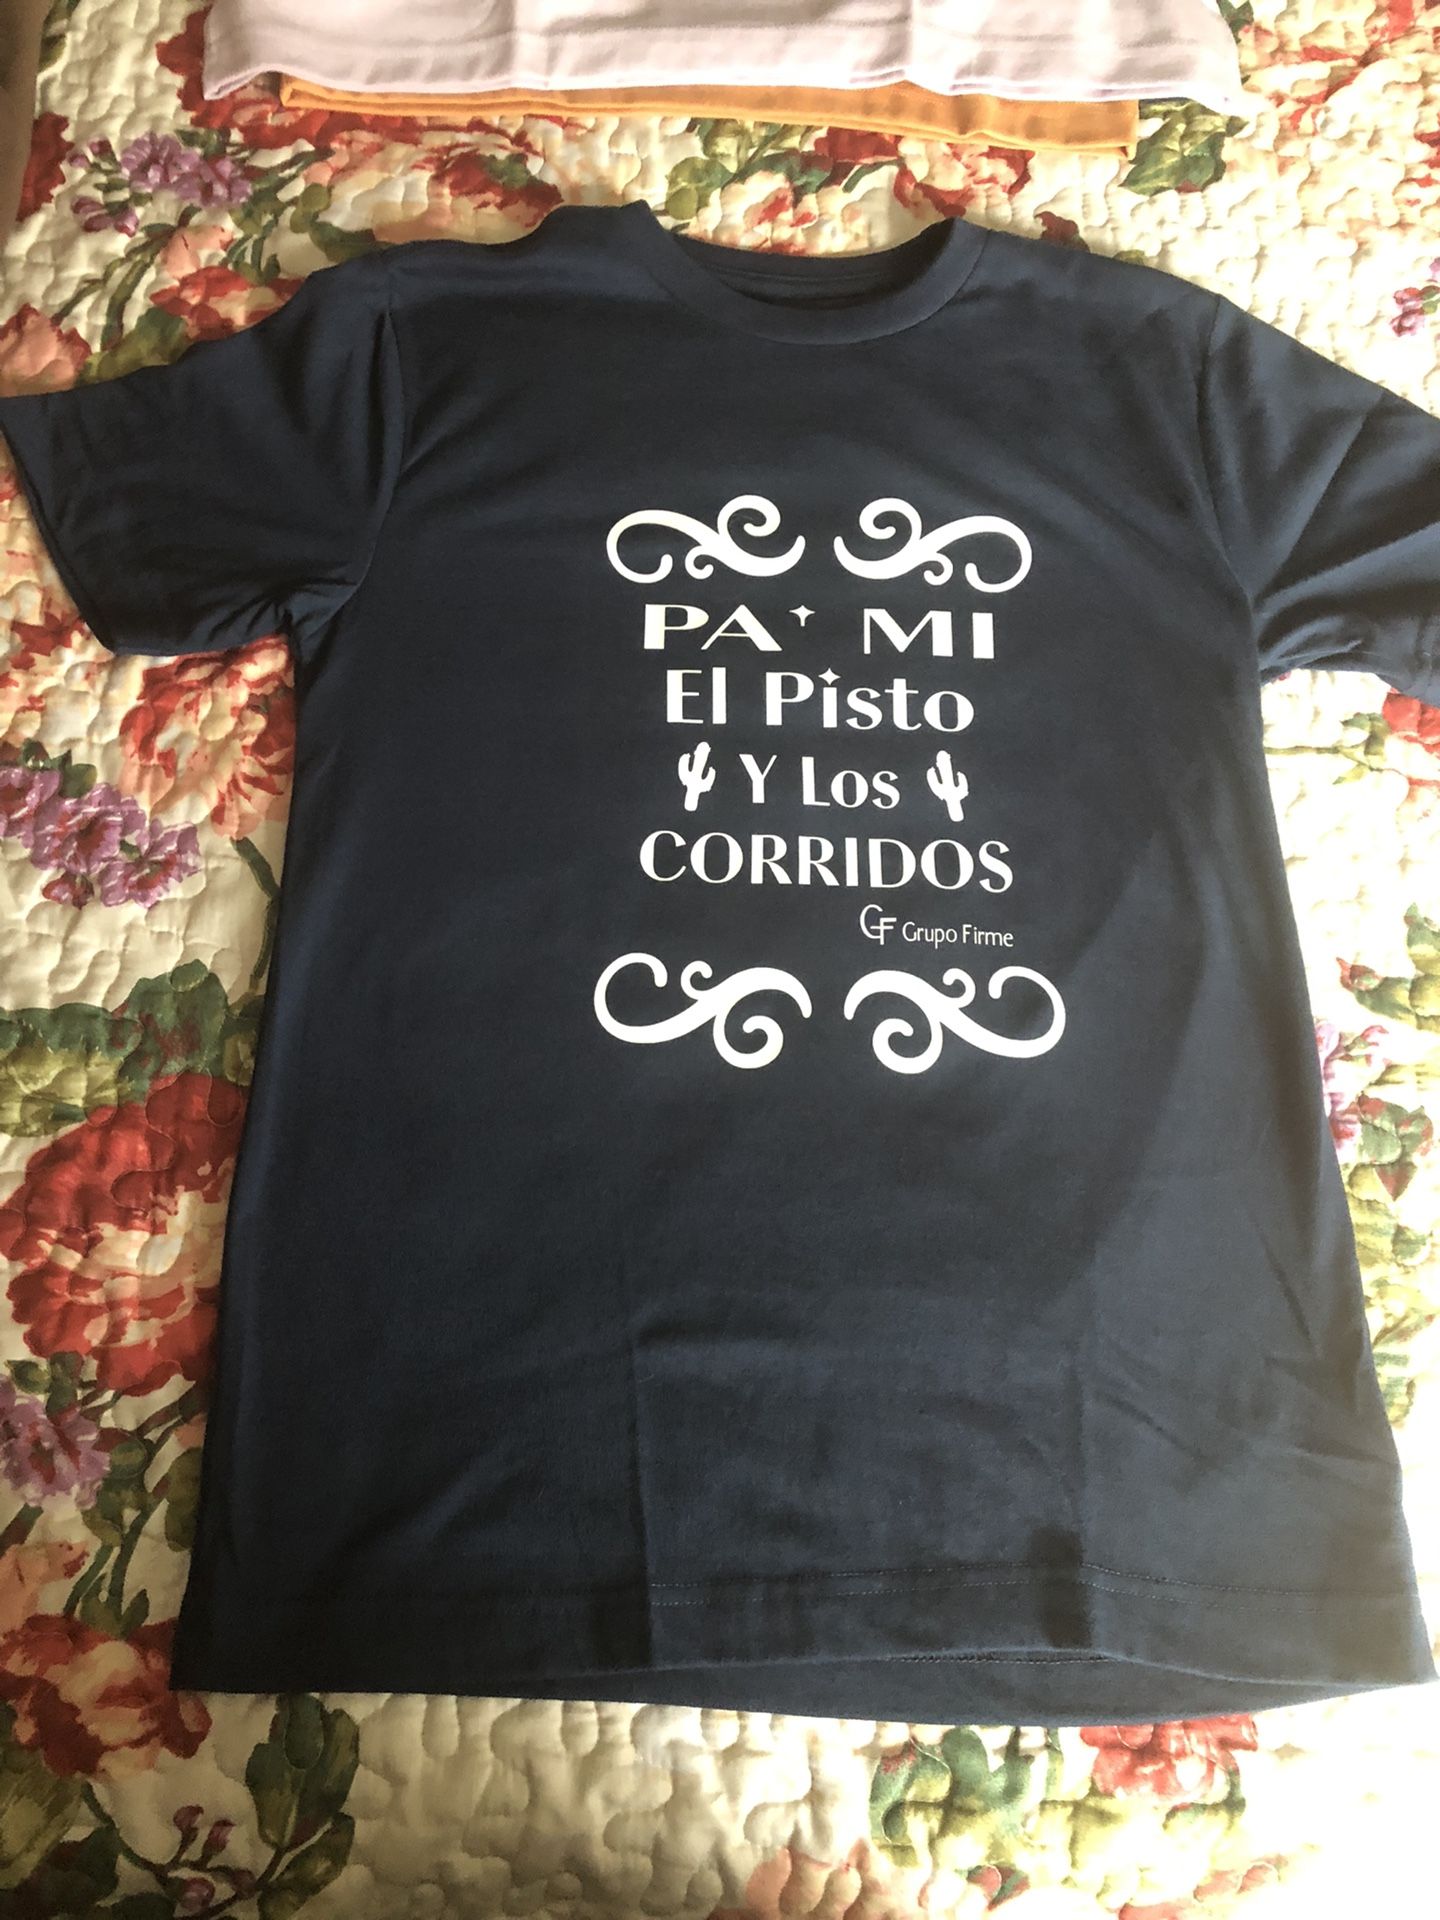 PA' MI
El Pisto
Y Los
CORRIDOS
GF Grupo Firme